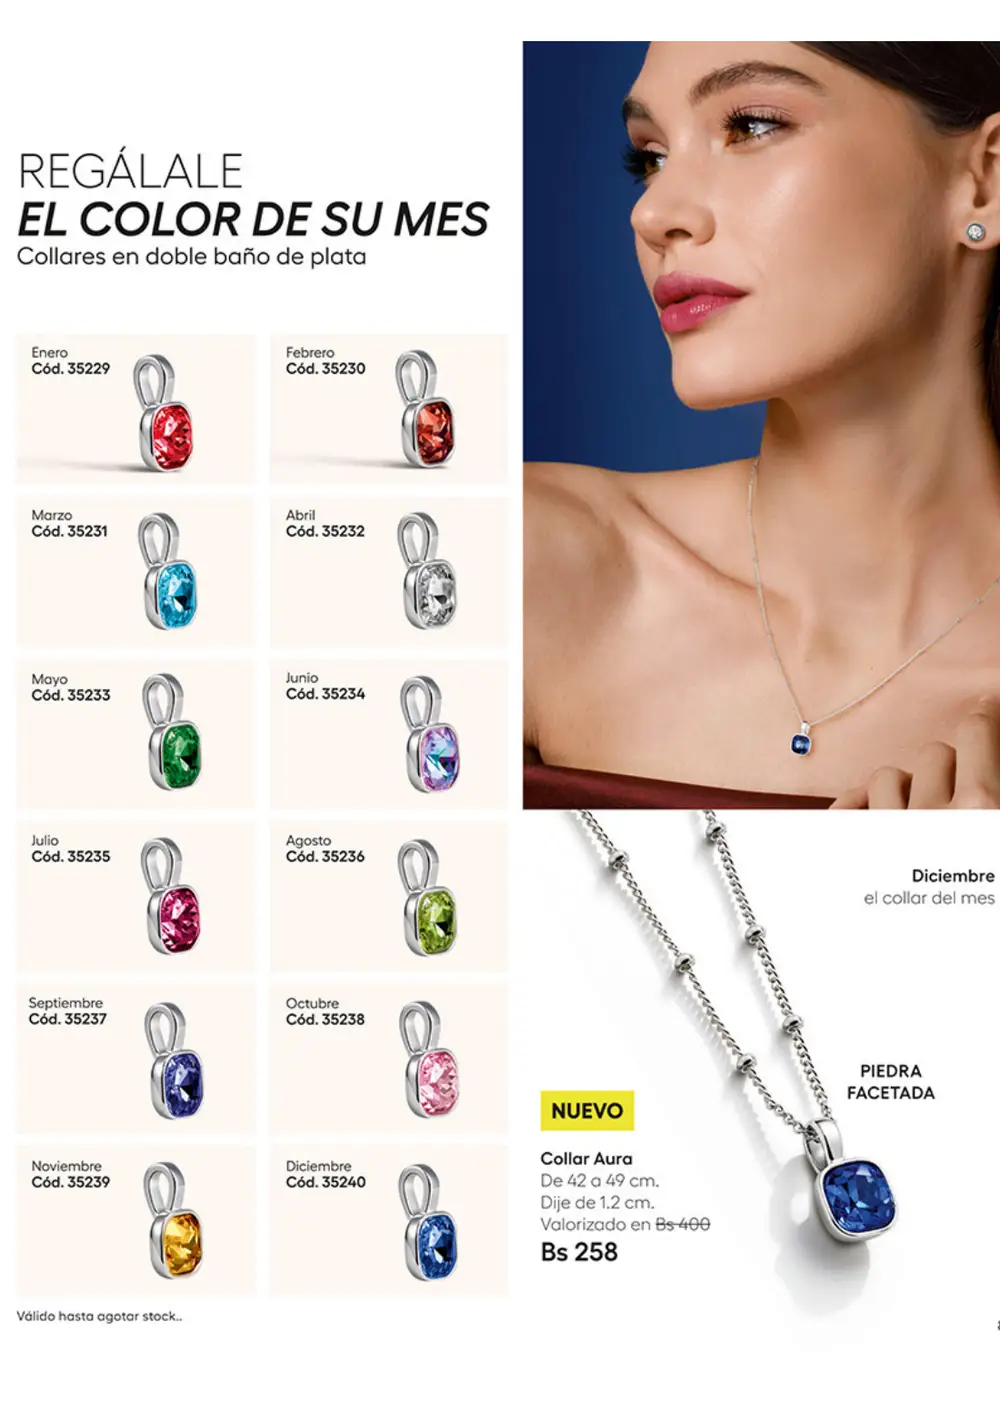 REGÁLALE
EL COLOR DE SU MES
Collares en doble baño de plata
Enero
Cód. 35229
Febrero
Cód. 35230
Marzo
Cód. 35231
Abril
Cód. 35232
Mayo
Cód. 35233
Junio
Cód. 35234
Julio
Cód. 35235
Agosto
Cód. 35236
Septiembre
Cód. 35237
Octubre
Cód. 35238
Noviembre
Cód. 35239
Diciembre
Cód. 35240
Válido hasta agotar stock..
Diciembre
el collar del mes
PIEDRA
FACETADA
NUEVO
Collar Aura
De 42 a 49 cm.
Dije de 1.2 cm.
Valorizado en Bs 400
Bs 258